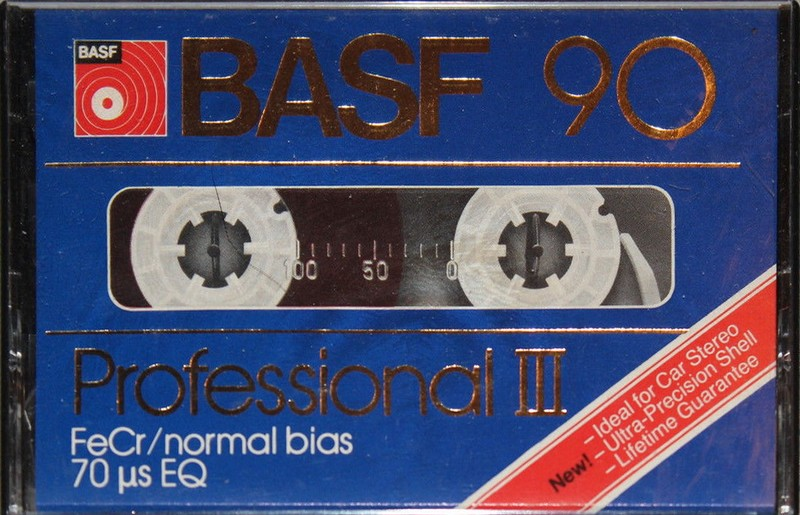 BASF
BASF 90
100 50 0
Professional III
FeCr/normal bias
70 µs EQ
New!
–Ideal for Car Stereo
–Ultra-Precision Shell
–Lifetime Guarantee